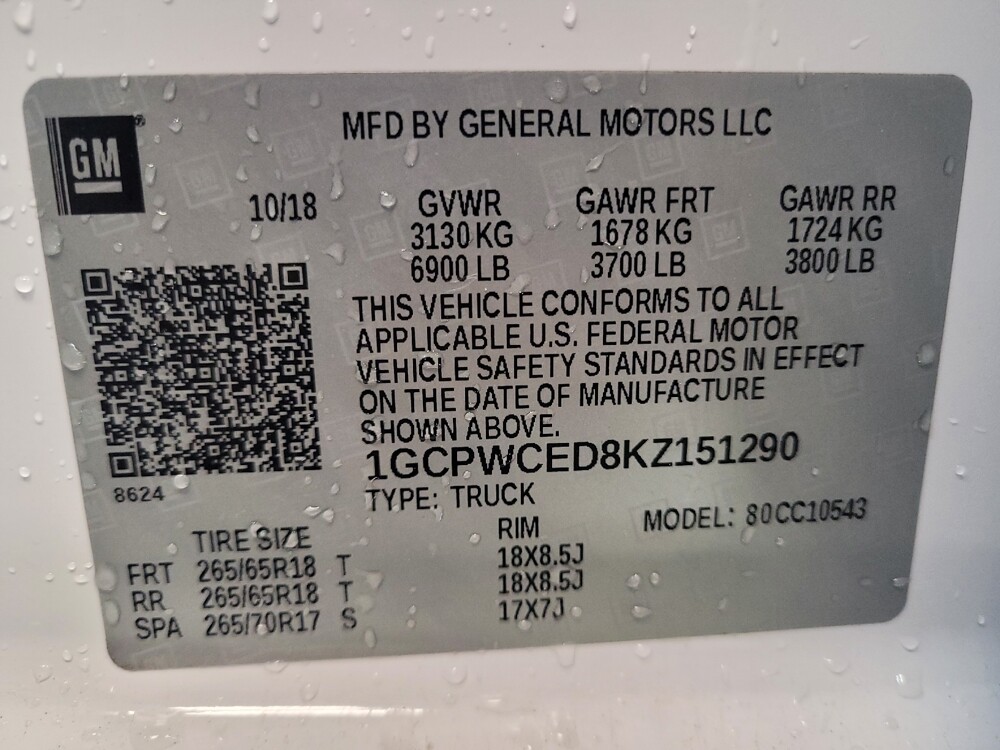 GM
MFD BY GENERAL MOTORS LLC
10/18 GVWR GAWR FRT GAWR RR
3130 KG 1678 KG 1724 KG
6900 LB 3700 LB 3800 LB
THIS VEHICLE CONFORMS TO ALL
APPLICABLE U.S. FEDERAL MOTOR
VEHICLE SAFETY STANDARDS IN EFFECT
ON THE DATE OF MANUFACTURE
SHOWN ABOVE.
1GCPWCED8KZ151290
8624
TYPE: TRUCK
MODEL: 80CC10543
TIRE SIZE RIM
FRT 265/65R18 T 18X8.5J
RR 265/65R18 T 18X8.5J
SPA 265/70R17 S 17X7J